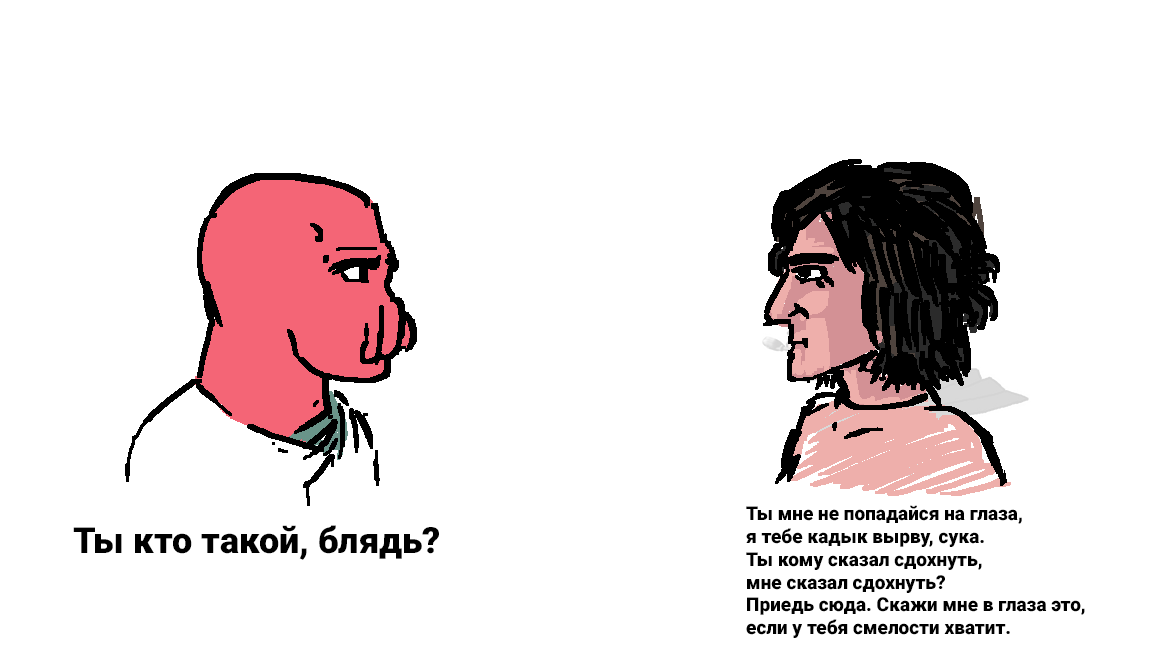 Ты кто такой, блядь?
Ты мне не попадайся на глаза,
я тебе кадык вырву, сука.
Ты кому сказал сдохнуть,
мне сказал сдохнуть?
Приедь сюда. Скажи мне в глаза это,
если у тебя смелости хватит.